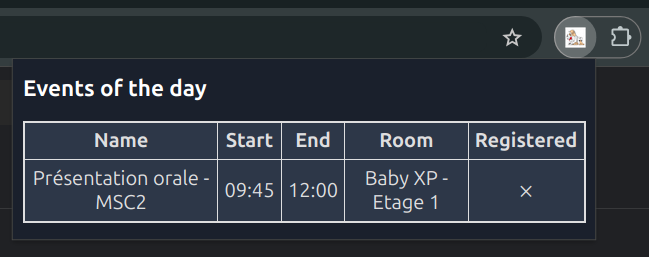 Events of the day
Name Start End Room Registered
Présentation orale - 09:45 12:00 Baby XP - ×
MSC2 Etage 1